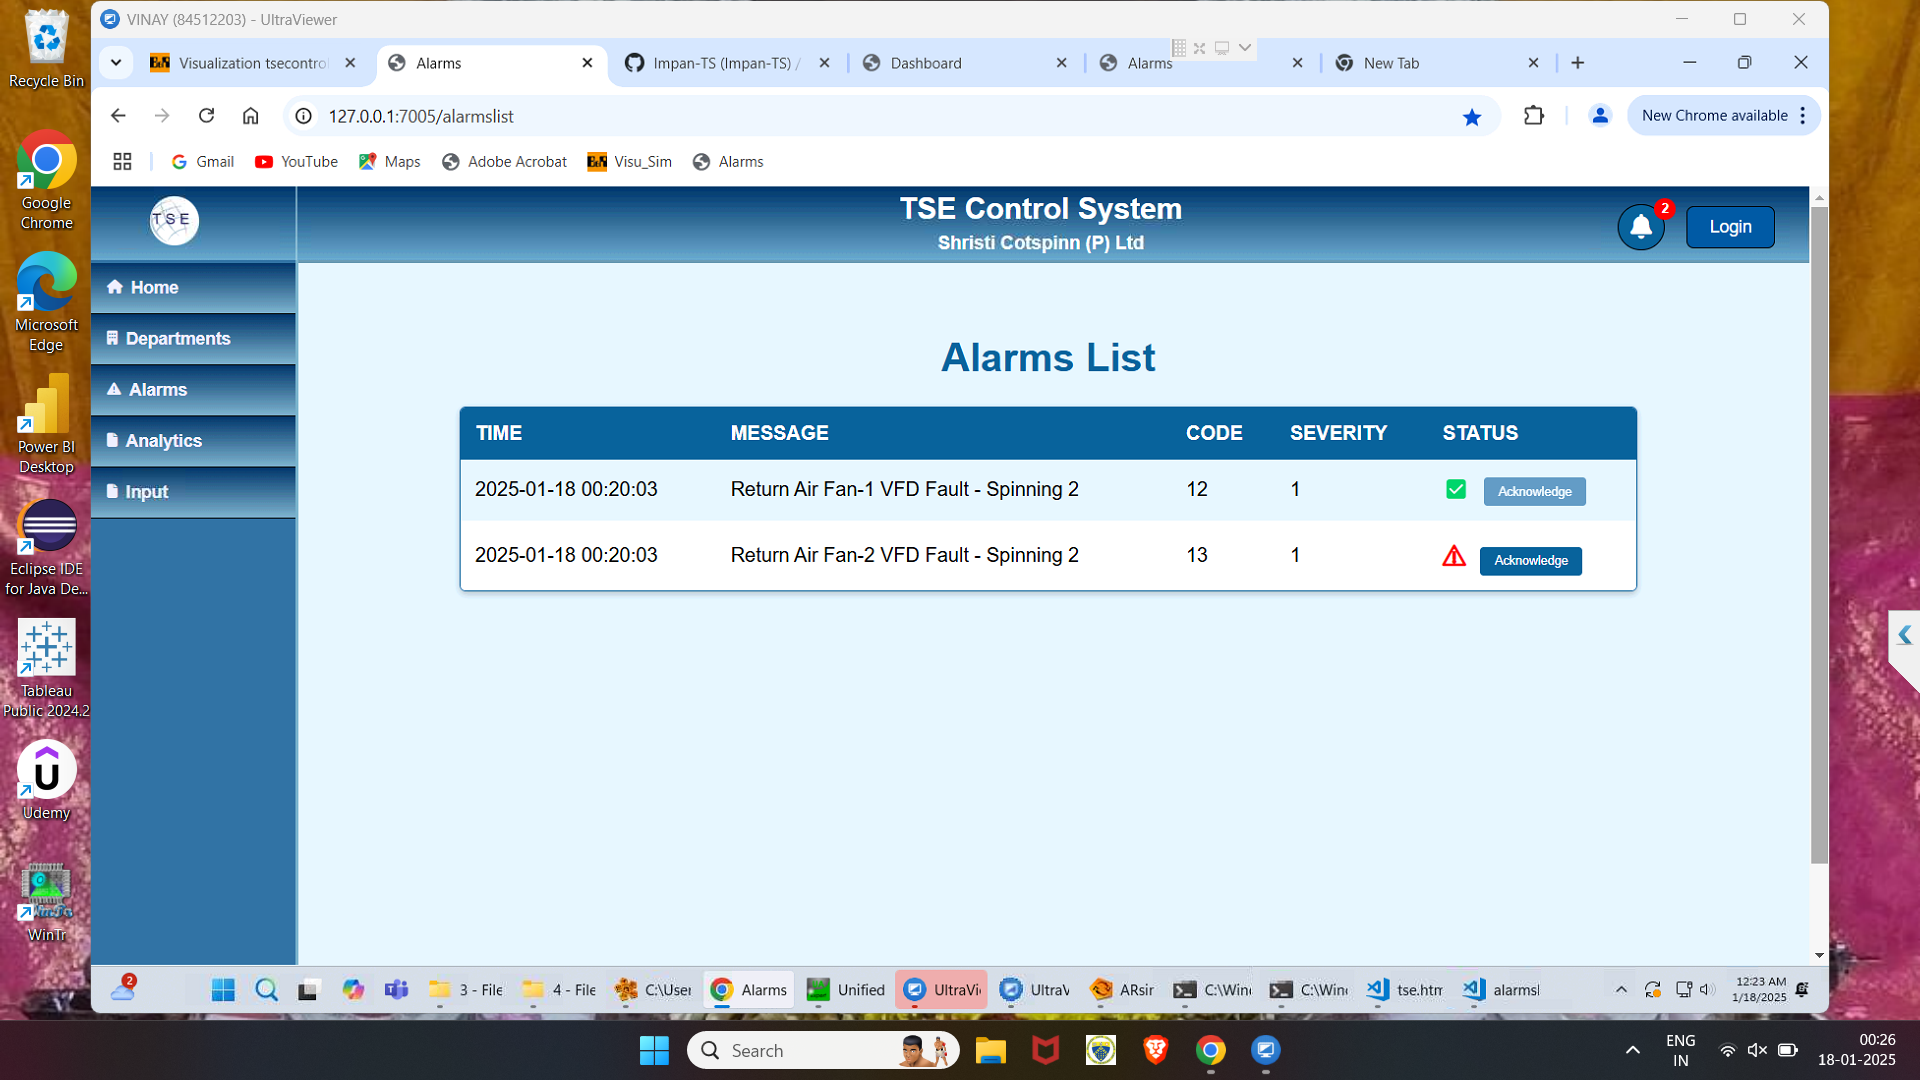 Recycle Bin
Google
Chrome
Microsoft
Edge
Power BI
Desktop
Eclipse IDE
for Java De...
Tableau
Public 2024.2
Udemy
WinTr
VINAY (84512203) - UltraViewer
Visualization tsecontrol
Alarms
Impan-TS (Impan-TS) /
Dashboard
Alarms
New Tab
127.0.0.1:7005/alarmslist
New Chrome available
Gmail
YouTube
Maps
Adobe Acrobat
Visu_Sim
Alarms
TSE
TSE Control System
Shristi Cotspinn (P) Ltd
2
Login
Home
Departments
Alarms
Analytics
Input
Alarms List
TIME MESSAGE CODE SEVERITY STATUS
2025-01-18 00:20:03 Return Air Fan-1 VFD Fault - Spinning 2 12 1 Acknowledge
2025-01-18 00:20:03 Return Air Fan-2 VFD Fault - Spinning 2 13 1 Acknowledge
2
3 - File
4 - File
C:\User
Alarms
Unified
UltraVi
UltraV
ARsir
C:\Win
C:\Win
tse.htm
alarmsl
12:23 AM
1/18/2025
Search
ENG
IN
00:26
18-01-2025